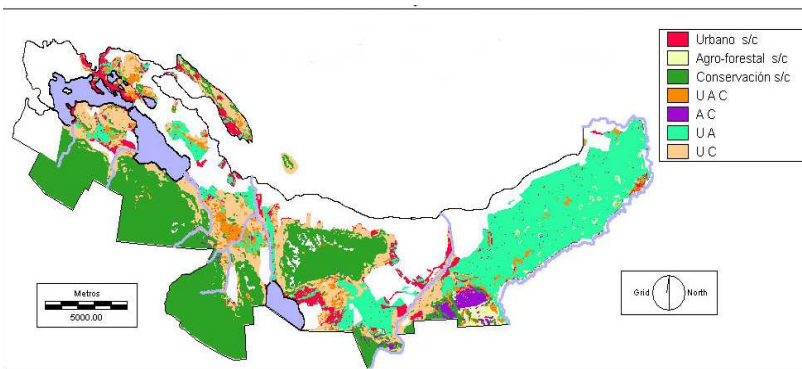 Urbano s/c
Agro-forestal s/c
Conservación s/c
U A C
A C
U A
U C
Metros
5000.00
Grid North